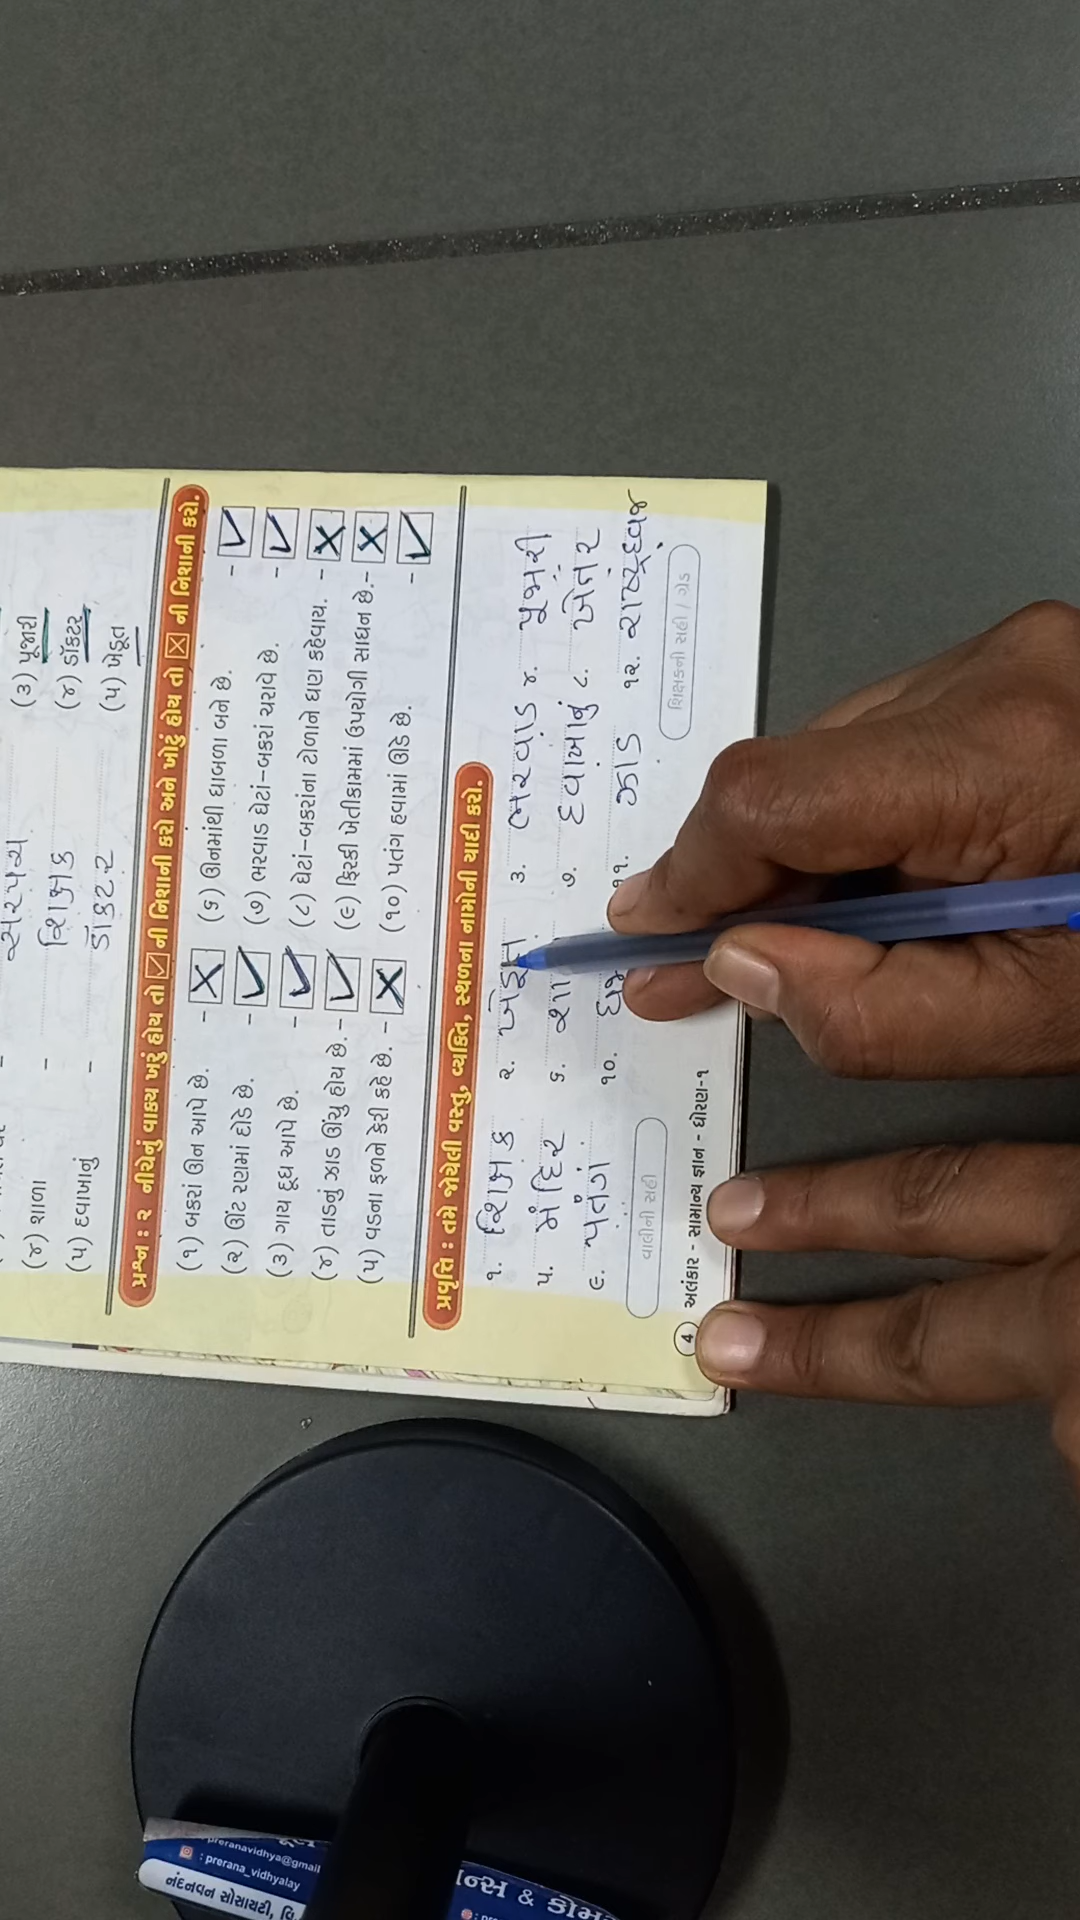 સરપંચ (૩) પૂજારી
(૪) શાળા - શિક્ષક (૪) ડૉક્ટર
(૫) દવાખાનું - ડૉક્ટર (૫) ખેડૂત
પ્રશ્ન : ૨ નીચેનું વાક્ય ખરું હોય તો ☑ ની નિશાની કરો અને ખોટું હોય તો ☒ ની નિશાની કરો.
(૧) બકરાં ઊન આપે છે. - ☒ (૬) ઊનમાંથી ધાબળા બને છે. - ☑
(૨) ઊંટ રણમાં દોડે છે. - ☑ (૭) ભરવાડ ઘેટાં-બકરાં ચરાવે છે. - ☑
(૩) ગાય દૂધ આપે છે. - ☑ (૮) ઘેટાં-બકરાંના ટોળાને ધણ કહેવાય. - ☒
(૪) તાડનું ઝાડ ઊંચુ હોય છે. - ☑ (૯) ફિરકી ખેતીકામમાં ઉપયોગી સાધન છે.- ☒
(૫) વડના ફળને કેરી કહે છે. - ☒ (૧૦) પતંગ હવામાં ઊડે છે. - ☑
પ્રવૃત્તિ : તમે જોયેલી વસ્તુ, વ્યક્તિ, સ્થળના નામોની યાદી કરો.
૧. શિક્ષક ૨. ખેડૂત ૩. ભરવાડ ૪. પૂજારી
૫. મંદિર ૬. ૭. દવાખાનું ૮. ખેતર
૯. પતંગ ૧૦. ૧૧. ઝાડ ૧૨. રાષ્ટ્રધ્વજ
વાલીની સહી શિક્ષકની સહી / ગ્રેડ
4 અલંકાર - સામાન્ય જ્ઞાન - ધોરણ-૧
preranavidhya@gmail
: prerana_vidhyalay
નંદનવન સોસાયટી, વિ
ન્સ & કોમ